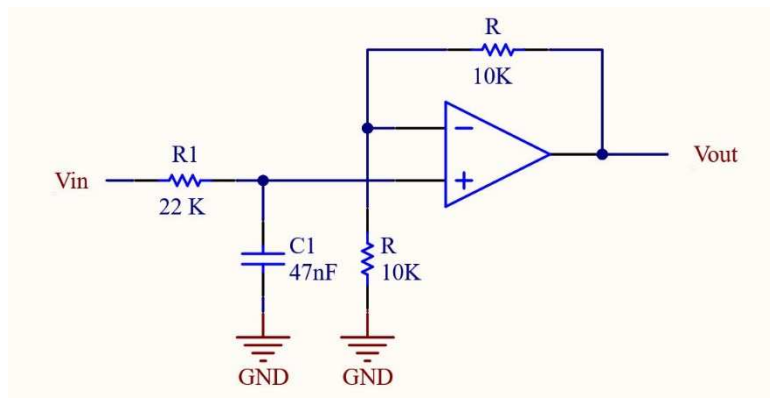 R
10K
Vout
R1
Vin
22 K
C1
47nF
R
10K
GND
GND